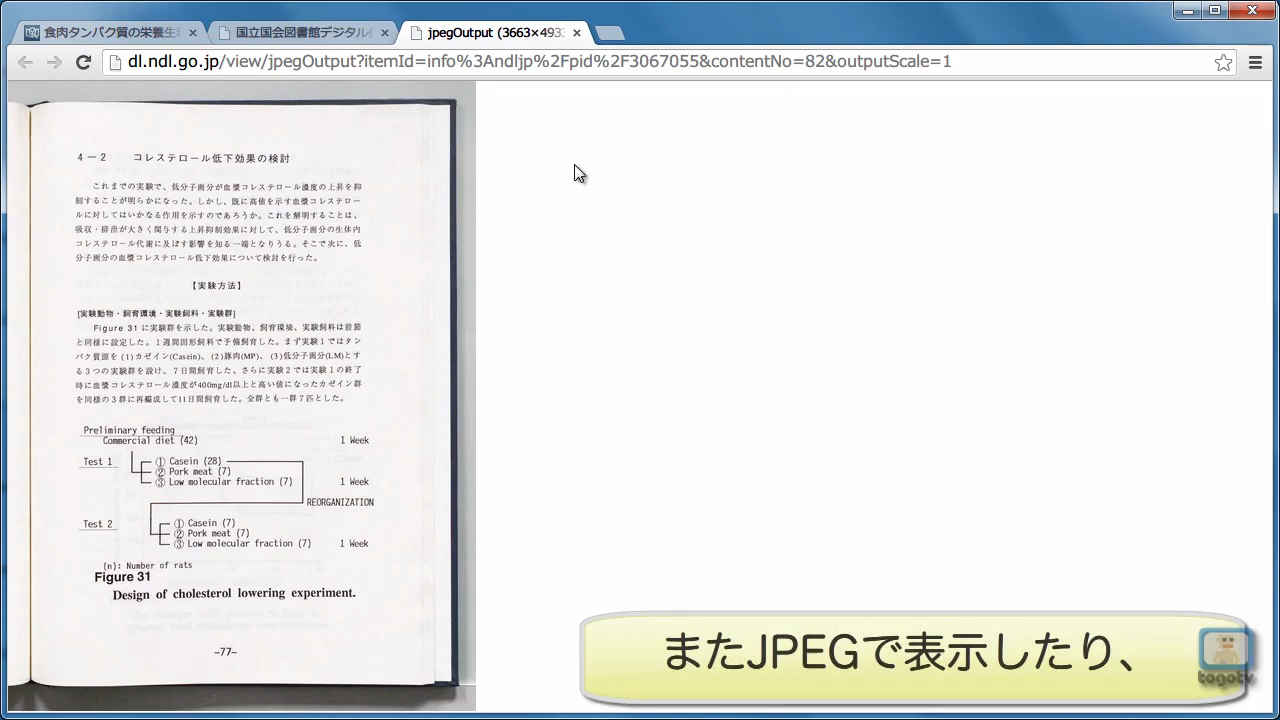 食肉タンパク質の栄養生
国立国会図書館デジタル
jpegOutput (3663×493
dl.ndl.go.jp/view/jpegOutput?itemId=info%3Andljp%2Fpid%2F3067055&contentNo=82&outputScale=1
4－2 コレステロール低下効果の検討
これまでの実験で、低分子画分が血漿コレステロール濃度の上昇を抑
制することが明らかになった。しかし、既に高値を示す血漿コレステロー
ルに対してはいかなる作用を示すのであろうか。これを解明することは、
吸収・排泄が大きく関与する上昇抑制効果に対して、低分子画分の生体内
コレステロール代謝に及ぼす影響を知る一端となりうる。そこで次に、低
分子画分の血漿コレステロール低下効果について検討を行った。
【実験方法】
[実験動物・飼育環境・実験飼料・実験群]
Figure 31 に実験群を示した。実験動物、飼育環境、実験飼料は前節
と同様に設定した。1週間固形飼料で予備飼育した。まず実験1ではタン
パク質源を (1)カゼイン(Casein)、(2)豚肉(MP)、 (3)低分子画分(LM)とす
る3つの実験群を設け、7日間飼育した。さらに実験2では実験1の終了
時に血漿コレステロール濃度が400mg/dl以上と高い値になったカゼイン群
を同様の3群に再編成して11日間飼育した。全群とも一群7匹とした。
Preliminary feeding
Commercial diet (42) 1 Week
Test 1 ① Casein (28)
② Pork meat (7)
③ Low molecular fraction (7) 1 Week
REORGANIZATION
Test 2 ① Casein (7)
② Pork meat (7)
③ Low molecular fraction (7) 1 Week
(n): Number of rats
Figure 31
Design of cholesterol lowering experiment.
–77–
またJPEGで表示したり、
togotv